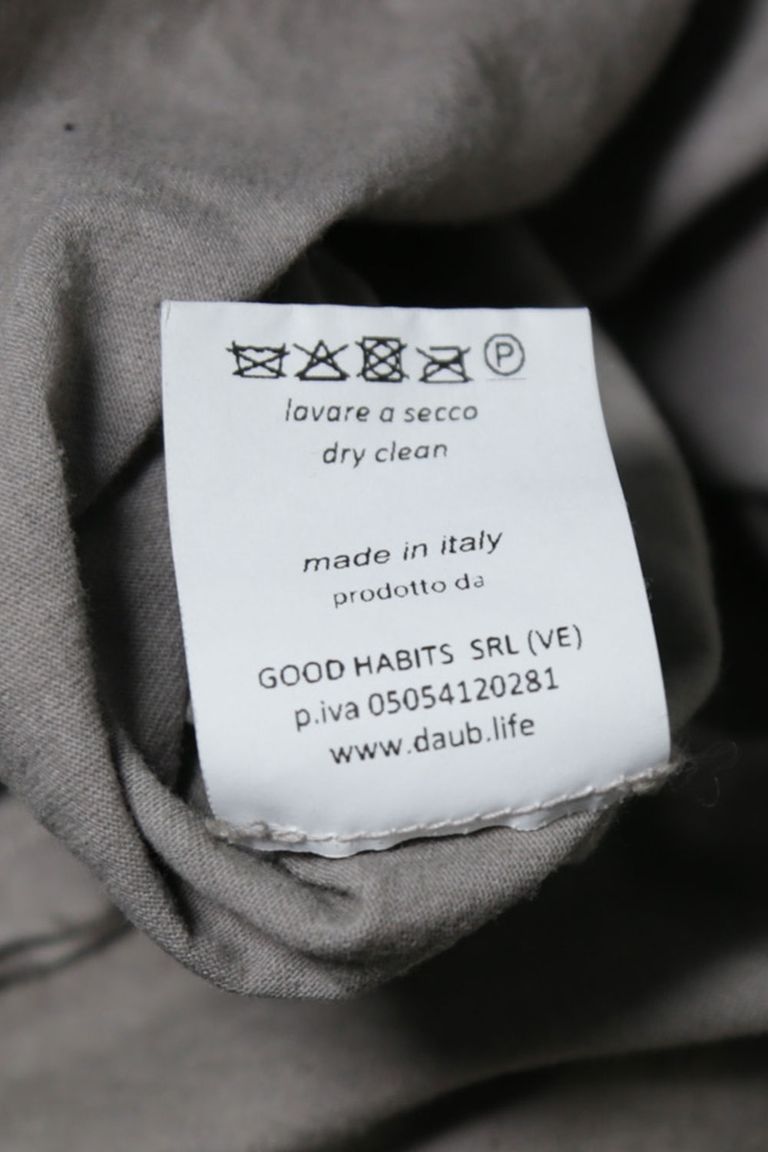 P
lavare a secco
dry clean
made in italy
prodotto da
GOOD HABITS SRL (VE)
p.iva 05054120281
www.daub.life